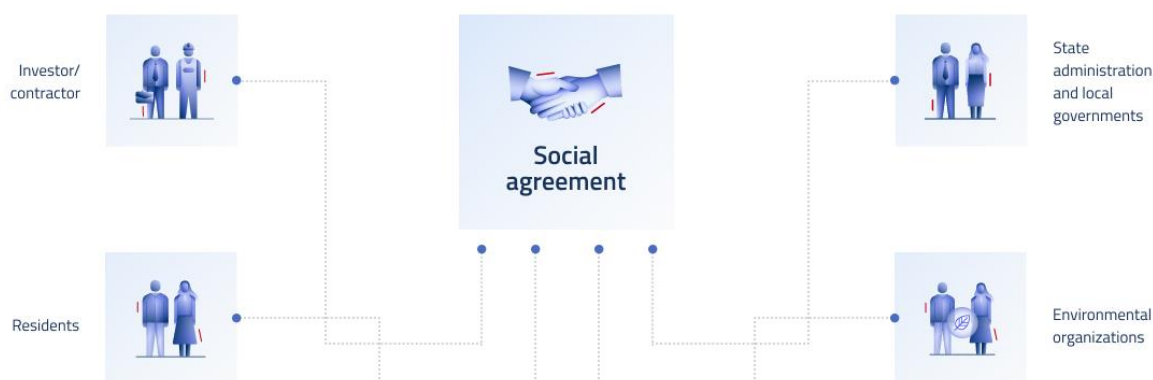 Investor/
contractor
Social
agreement
State
administration
and local
governments
Residents
Environmental
organizations